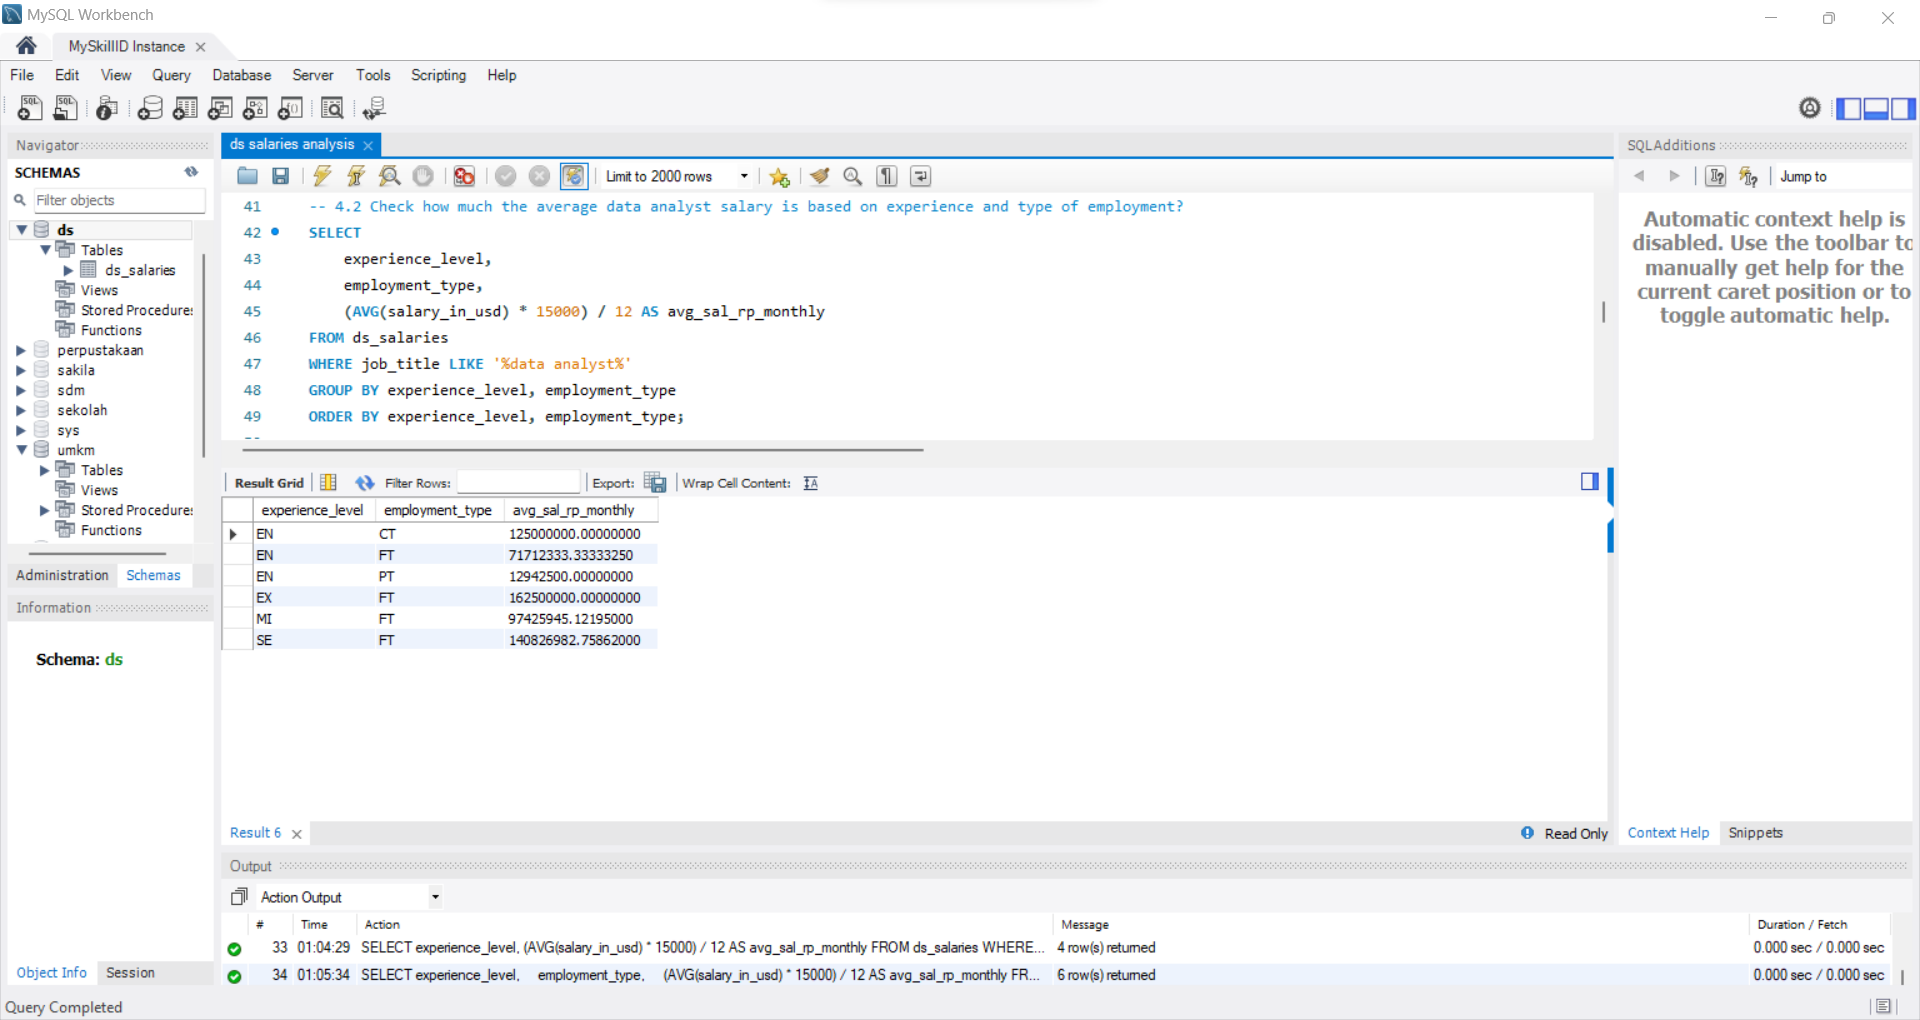 MySQL Workbench
MySkillID Instance
File Edit View Query Database Server Tools Scripting Help
Navigator
SCHEMAS
Filter objects
ds
Tables
ds_salaries
Views
Stored Procedures
Functions
perpustakaan
sakila
sdm
sekolah
sys
umkm
Tables
Views
Stored Procedures
Functions
Administration Schemas
Information
Schema: ds
Object Info Session
ds salaries analysis
Limit to 2000 rows
41 -- 4.2 Check how much the average data analyst salary is based on experience and type of employment?
42 SELECT
43 experience_level,
44 employment_type,
45 (AVG(salary_in_usd) * 15000) / 12 AS avg_sal_rp_monthly
46 FROM ds_salaries
47 WHERE job_title LIKE '%data analyst%'
48 GROUP BY experience_level, employment_type
49 ORDER BY experience_level, employment_type;
Result Grid Filter Rows: Export: Wrap Cell Content:
experience_level employment_type avg_sal_rp_monthly
EN CT 125000000.00000000
EN FT 71712333.33333250
EN PT 12942500.00000000
EX FT 162500000.00000000
MI FT 97425945.12195000
SE FT 140826982.75862000
Result 6 Read Only
SQLAdditions
Jump to
Automatic context help is
disabled. Use the toolbar to
manually get help for the
current caret position or to
toggle automatic help.
Context Help Snippets
Output
Action Output
# Time Action Message Duration / Fetch
33 01:04:29 SELECT experience_level, (AVG(salary_in_usd) * 15000) / 12 AS avg_sal_rp_monthly FROM ds_salaries WHERE... 4 row(s) returned 0.000 sec / 0.000 sec
34 01:05:34 SELECT experience_level, employment_type, (AVG(salary_in_usd) * 15000) / 12 AS avg_sal_rp_monthly FR... 6 row(s) returned 0.000 sec / 0.000 sec
Query Completed